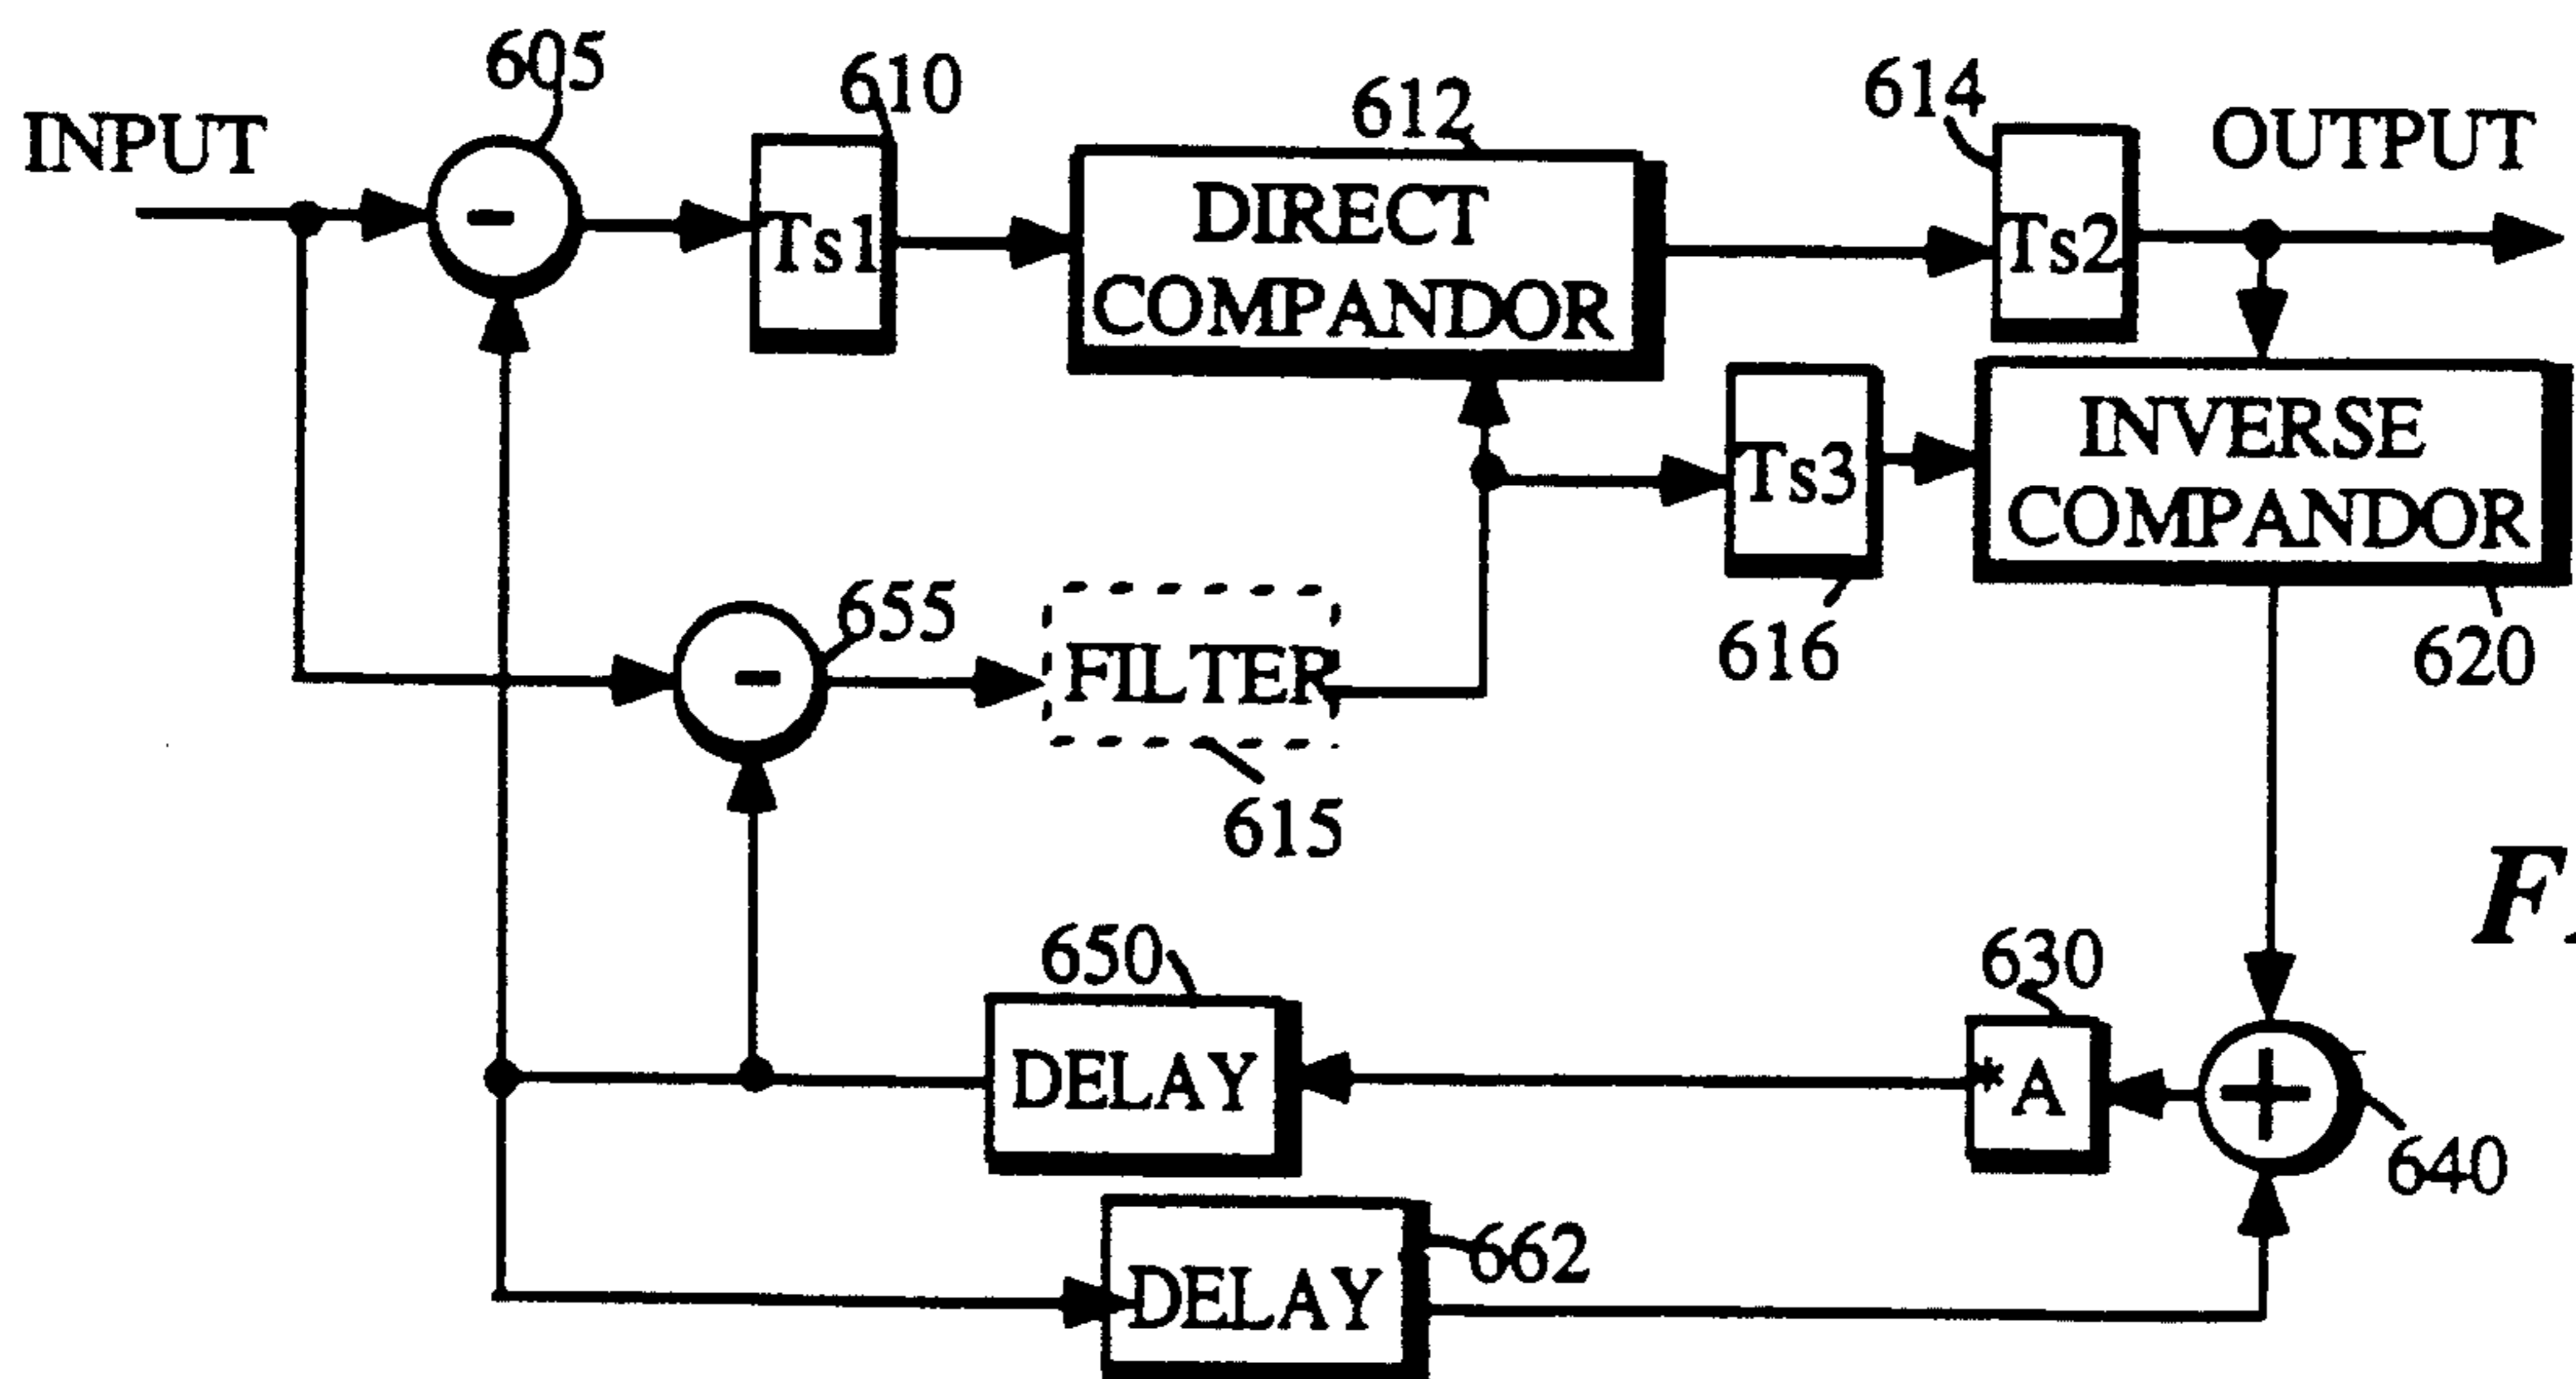 605
610
612
614
INPUT
OUTPUT
-
Ts1
DIRECT
COMPANDOR
Ts2
Ts3
INVERSE
COMPANDOR
655
616
620
-
FILTER
615
650
630
DELAY
*A
+
640
662
DELAY